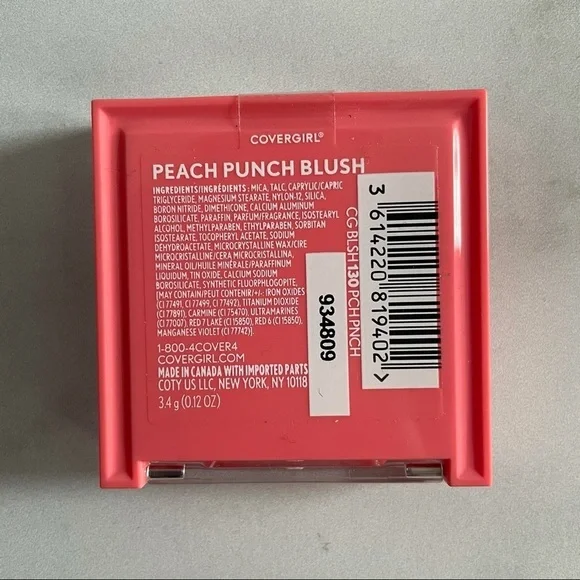 COVERGIRL®
PEACH PUNCH BLUSH
INGREDIENTS/INGRÉDIENTS: MICA, TALC, CAPRYLIC/CAPRIC
TRIGLYCERIDE, MAGNESIUM STEARATE, NYLON-12, SILICA,
BORON NITRIDE, DIMETHICONE, CALCIUM ALUMINUM
BOROSILICATE, PARAFFIN, PARFUM/FRAGRANCE, ISOSTEARYL
ALCOHOL, METHYLPARABEN, ETHYLPARABEN, SORBITAN
ISOSTEARATE, TOCOPHERYL ACETATE, SODIUM
DEHYDROACETATE, MICROCRYSTALLINE WAX/CIRE
MICROCRISTALLINE/CERA MICROCRISTALLINA,
MINERAL OIL/HUILE MINÉRALE/PARAFFINUM
LIQUIDUM, TIN OXIDE, CALCIUM SODIUM
BOROSILICATE, SYNTHETIC FLUORPHLOGOPITE,
[MAY CONTAIN/PEUT CONTENIR/+/-: IRON OXIDES
(CI 77491, CI 77499, CI 77492), TITANIUM DIOXIDE
(CI 77891), CARMINE (CI 75470), ULTRAMARINES
(CI 77007), RED 7 LAKE (CI 15850), RED 6 (CI 15850),
MANGANESE VIOLET (CI 77742)].
1-800-4COVER4
COVERGIRL.COM
MADE IN CANADA WITH IMPORTED PARTS
COTY US LLC, NEW YORK, NY 10118
3.4 g (0.12 OZ)
934809
CG BLSH 130 PCH PNCH
3 614220 819402 >